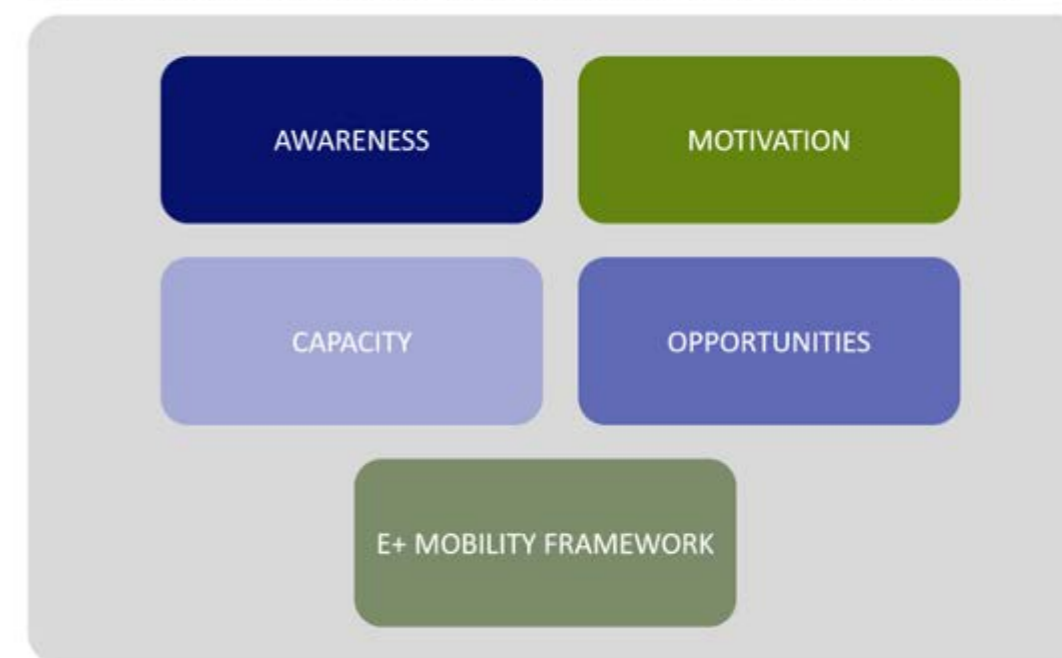 AWARENESS
MOTIVATION
CAPACITY
OPPORTUNITIES
E+ MOBILITY FRAMEWORK